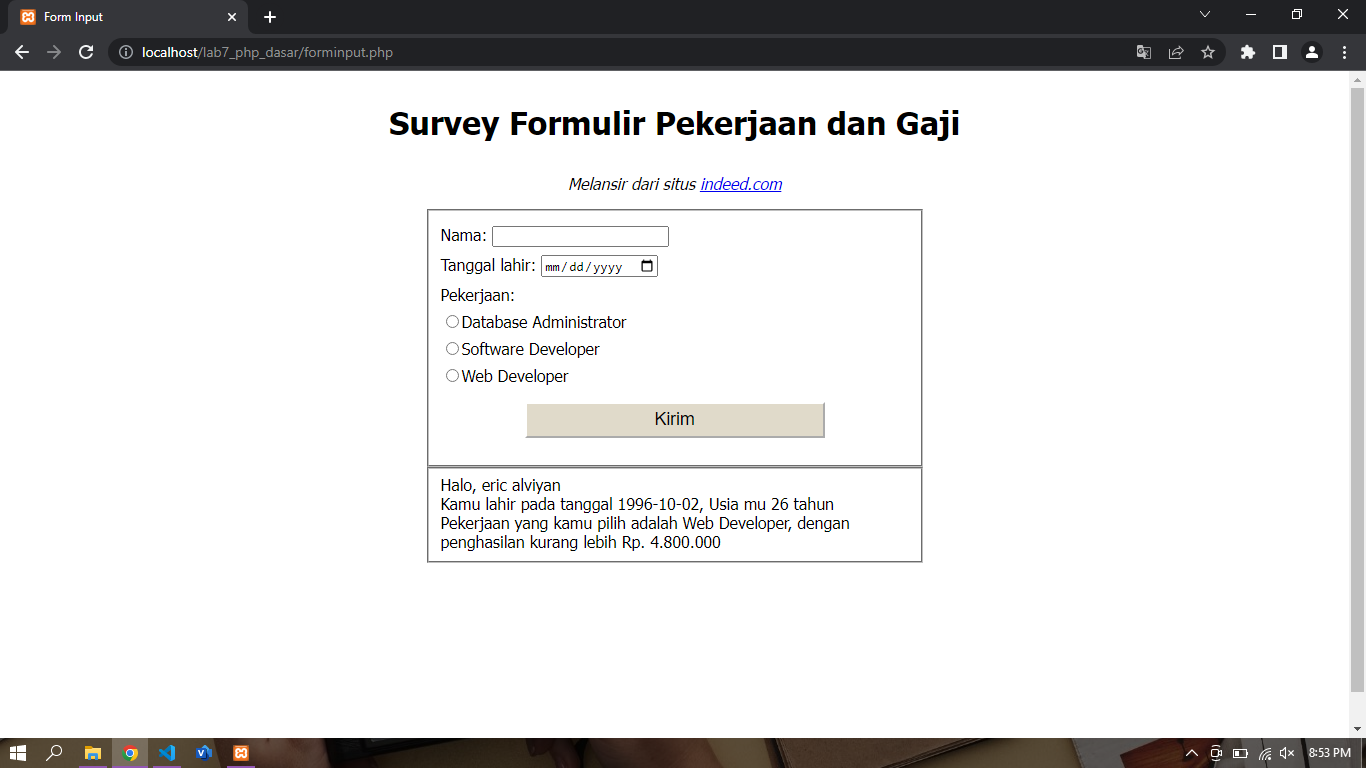 Form Input
localhost/lab7_php_dasar/forminput.php
Survey Formulir Pekerjaan dan Gaji
Melansir dari situs indeed.com
Nama:
Tanggal lahir: mm/dd/yyyy
Pekerjaan:
Database Administrator
Software Developer
Web Developer
Kirim
Halo, eric alviyan
Kamu lahir pada tanggal 1996-10-02, Usia mu 26 tahun
Pekerjaan yang kamu pilih adalah Web Developer, dengan
penghasilan kurang lebih Rp. 4.800.000
8:53 PM